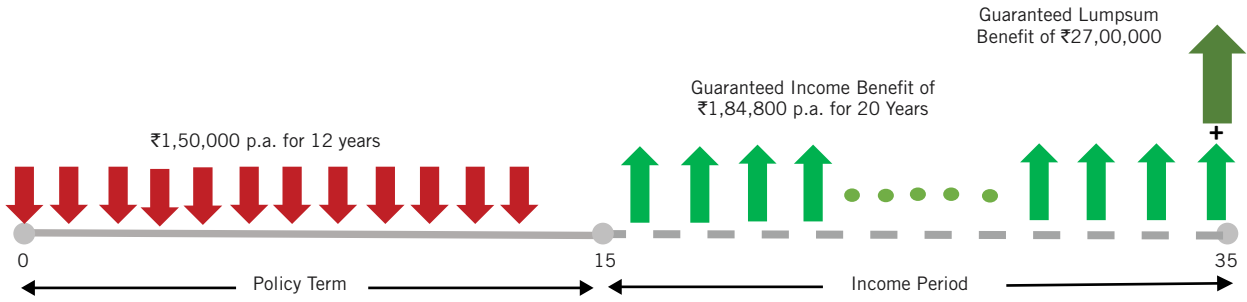 Guaranteed Lumpsum
Benefit of ₹27,00,000
Guaranteed Income Benefit of
₹1,84,800 p.a. for 20 Years
₹1,50,000 p.a. for 12 years
+
0
15
35
Policy Term
Income Period